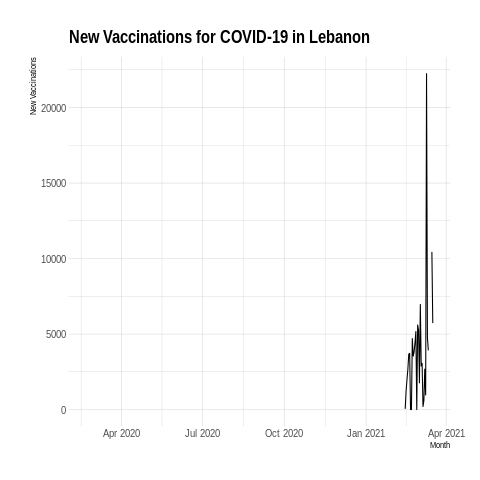 New Vaccinations for COVID-19 in Lebanon
New Vaccinations
20000
15000
10000
5000
0
Apr 2020
Jul 2020
Oct 2020
Jan 2021
Apr 2021
Month